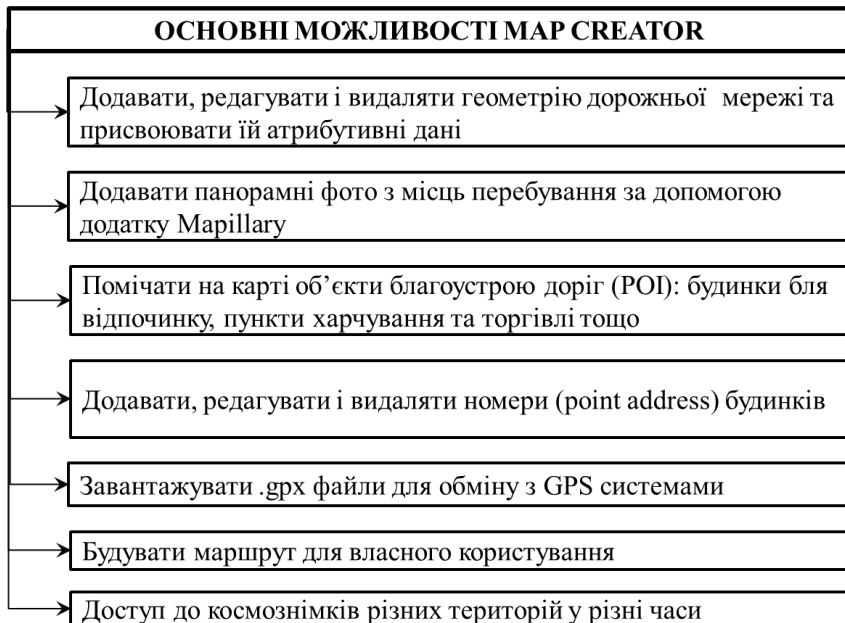 ОСНОВНІ МОЖЛИВОСТІ MAP CREATOR
Додавати, редагувати і видаляти геометрію дорожньої мережі та
присвоювати їй атрибутивні дані
Додавати панорамні фото з місць перебування за допомогою
додатку Mapillary
Помічати на карті об’єкти благоустрою доріг (POI): будинки бля
відпочинку, пункти харчування та торгівлі тощо
Додавати, редагувати і видаляти номери (point address) будинків
Завантажувати .gpx файли для обміну з GPS системами
Будувати маршрут для власного користування
Доступ до космознімків різних територій у різні часи